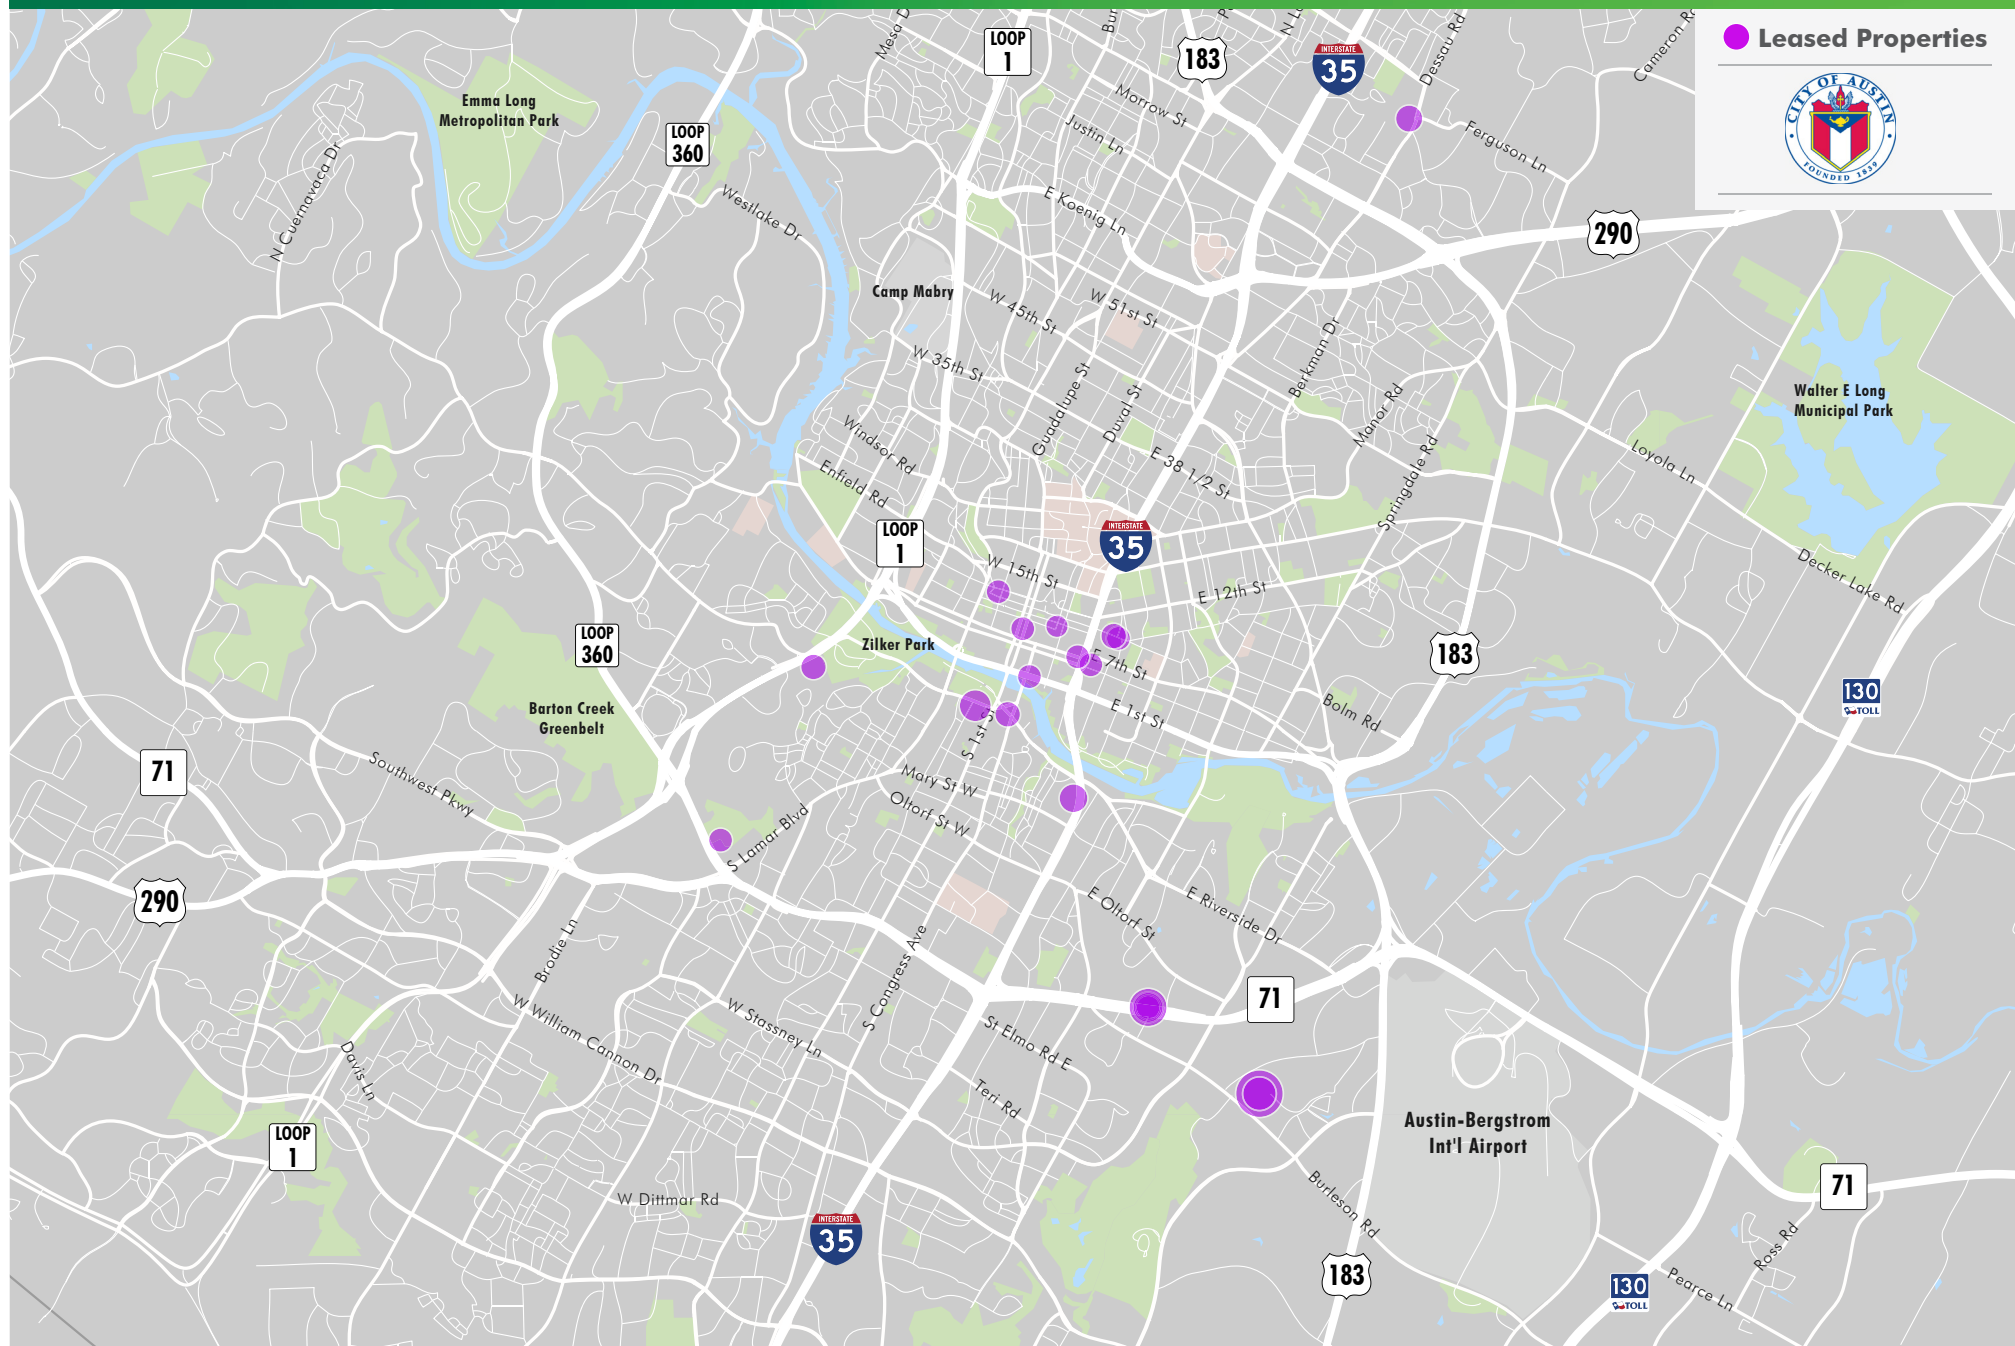 Leased Properties
CITY OF AUSTIN
FOUNDED 1839
LOOP
1
183
INTERSTATE
35
Dessau Rd
Cameron Rd
Morrow St
Justin Ln
Ferguson Ln
Emma Long
Metropolitan Park
LOOP
360
N Cuernavaca Dr
Westlake Dr
E Koenig Ln
290
Camp Mabry
W 45th St
W 51st St
W 35th St
Guadalupe St
Duval St
Berkman Dr
Manor Rd
Springdale Rd
Walter E Long
Municipal Park
Loyola Ln
Windsor Rd
Enfield Rd
E 38 1/2 St
LOOP
1
INTERSTATE
35
W 15th St
E 12th St
Decker Lake Rd
LOOP
360
Zilker Park
E 7th St
183
130
TOLL
Barton Creek
Greenbelt
E 1st St
Bolm Rd
S 1st S
71
Southwest Pkwy
Mary St W
Oltorf St W
S Lamar Blvd
290
E Oltorf St
E Riverside Dr
Brodie Ln
S Congress Ave
W William Cannon Dr
W Stassney Ln
St Elmo Rd E
71
Davis Ln
Teri Rd
Austin-Bergstrom
Int'l Airport
LOOP
1
W Dittmar Rd
INTERSTATE
35
Burleson Rd
183
71
Ross Rd
Pearce Ln
130
TOLL